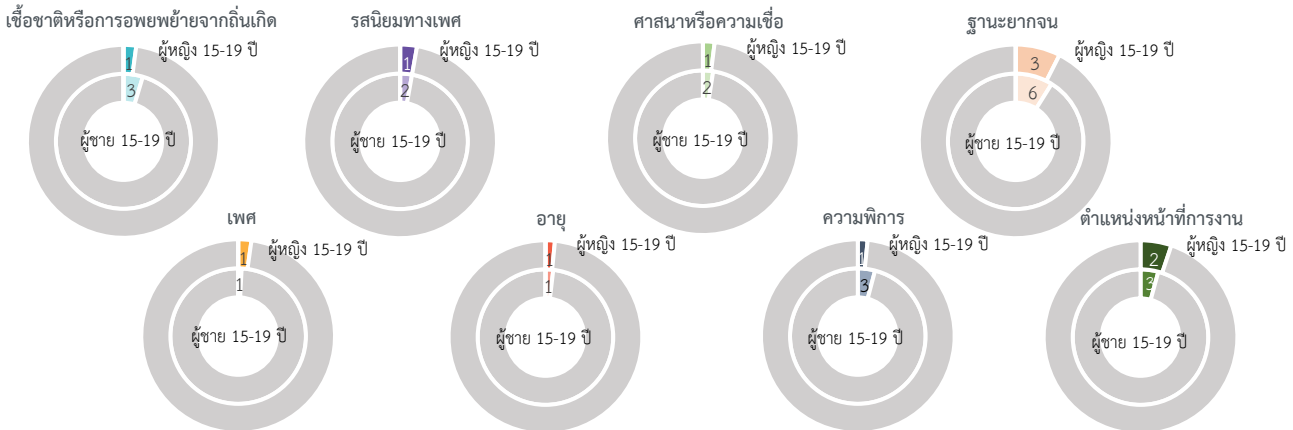 เชื้อชาติหรือการอพยพย้ายจากถิ่นเกิด
ผู้หญิง 15-19 ปี
1
3
ผู้ชาย 15-19 ปี
รสนิยมทางเพศ
ผู้หญิง 15-19 ปี
1
2
ผู้ชาย 15-19 ปี
ศาสนาหรือความเชื่อ
ผู้หญิง 15-19 ปี
1
2
ผู้ชาย 15-19 ปี
ฐานะยากจน
ผู้หญิง 15-19 ปี
3
6
ผู้ชาย 15-19 ปี
เพศ
ผู้หญิง 15-19 ปี
1
1
ผู้ชาย 15-19 ปี
อายุ
ผู้หญิง 15-19 ปี
1
1
ผู้ชาย 15-19 ปี
ความพิการ
ผู้หญิง 15-19 ปี
1
3
ผู้ชาย 15-19 ปี
ตำแหน่งหน้าที่การงาน
ผู้หญิง 15-19 ปี
2
3
ผู้ชาย 15-19 ปี